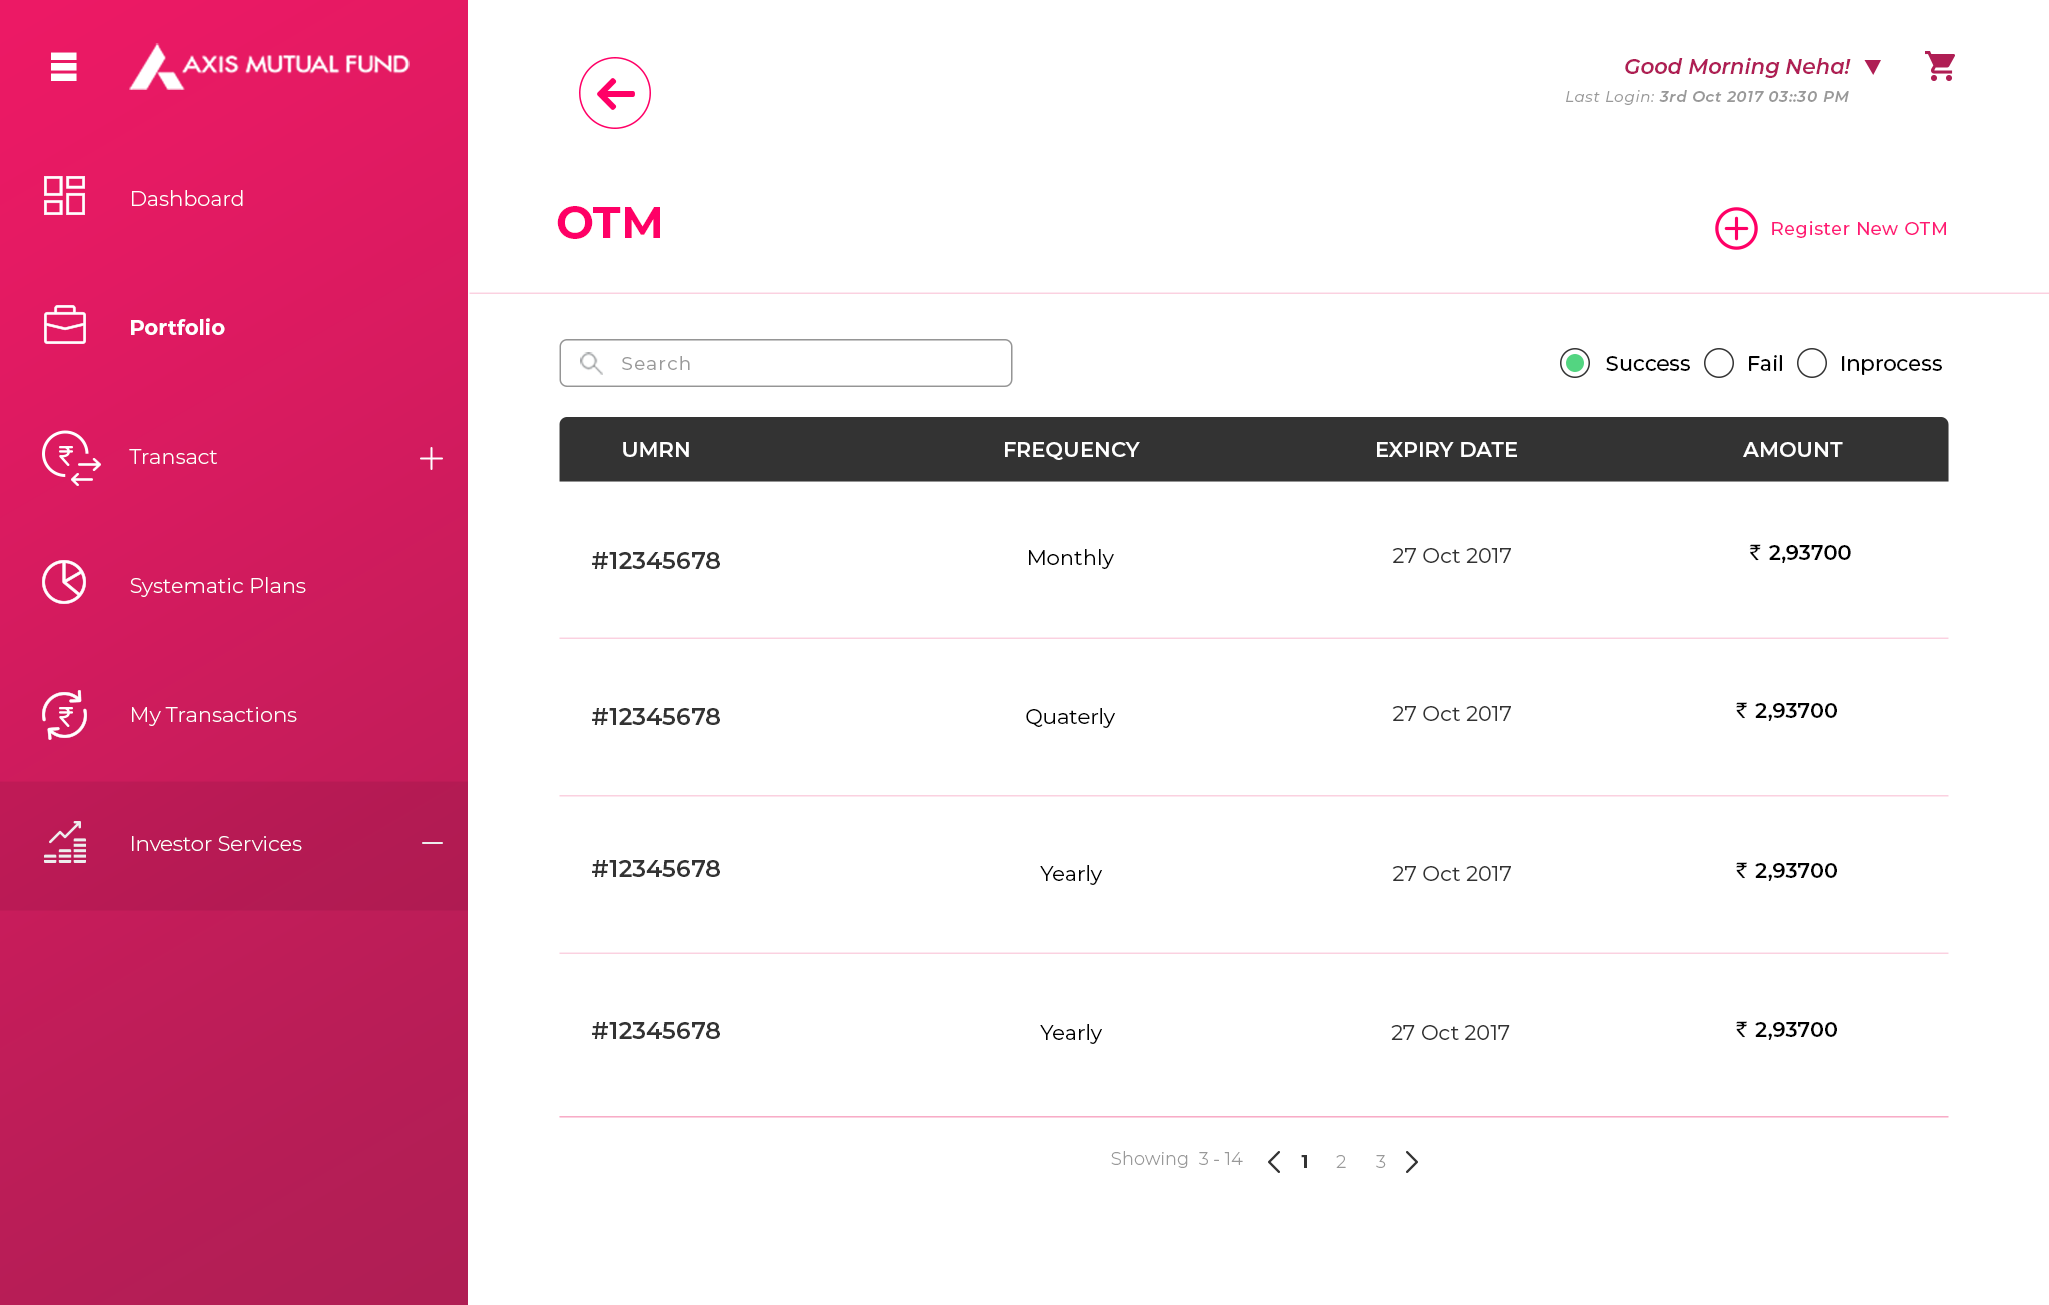 AXIS MUTUAL FUND
Dashboard
Portfolio
Transact
Systematic Plans
My Transactions
Investor Services
Good Morning Neha!
Last Login: 3rd Oct 2017 03::30 PM
OTM
Register New OTM
Search
Success Fail Inprocess
UMRN FREQUENCY EXPIRY DATE AMOUNT
#12345678 Monthly 27 Oct 2017 ₹ 2,93700
#12345678 Quaterly 27 Oct 2017 ₹ 2,93700
#12345678 Yearly 27 Oct 2017 ₹ 2,93700
#12345678 Yearly 27 Oct 2017 ₹ 2,93700
Showing 3 - 14 1 2 3